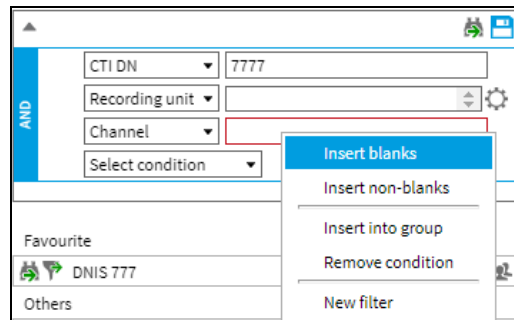 CTI DN 7777
Recording unit
AND
Channel
Select condition
Insert blanks
Insert non-blanks
Insert into group
Remove condition
New filter
Favourite
DNIS 777
Others